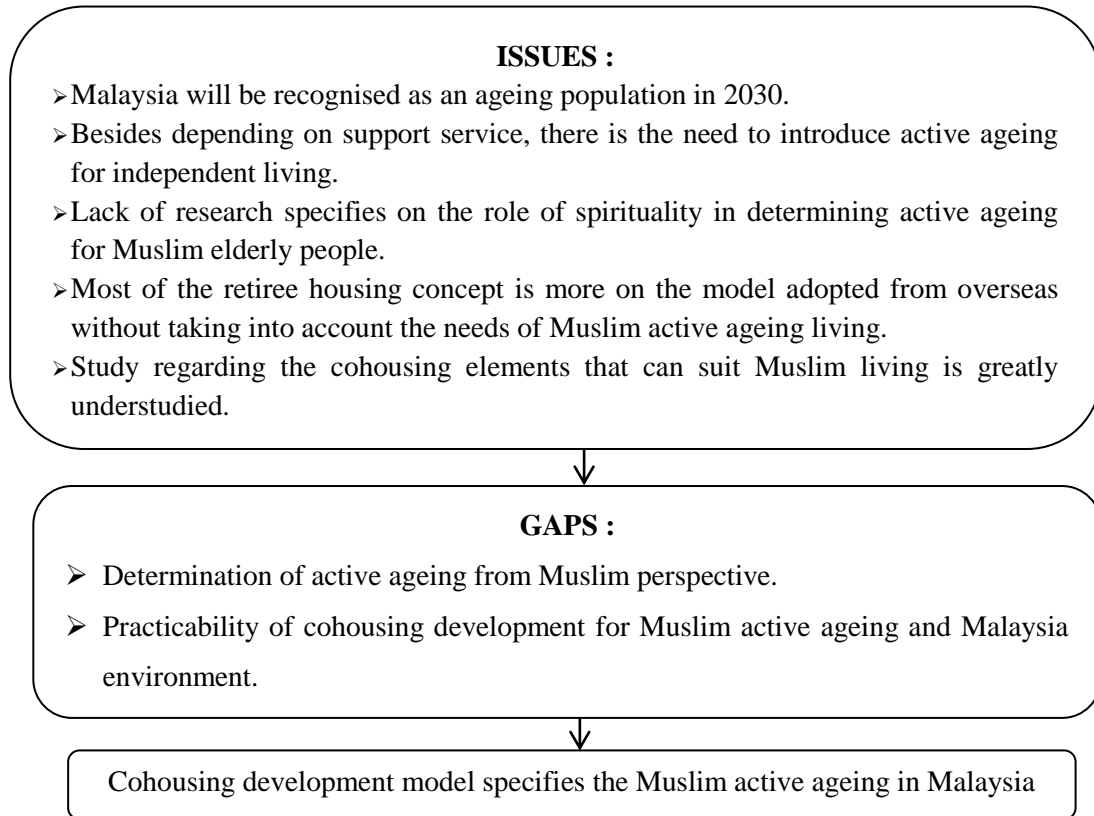 ISSUES :
➢Malaysia will be recognised as an ageing population in 2030.
➢Besides depending on support service, there is the need to introduce active ageing
for independent living.
➢Lack of research specifies on the role of spirituality in determining active ageing
for Muslim elderly people.
➢Most of the retiree housing concept is more on the model adopted from overseas
without taking into account the needs of Muslim active ageing living.
➢Study regarding the cohousing elements that can suit Muslim living is greatly
understudied.
GAPS :
➢ Determination of active ageing from Muslim perspective.
➢ Practicability of cohousing development for Muslim active ageing and Malaysia
environment.
Cohousing development model specifies the Muslim active ageing in Malaysia